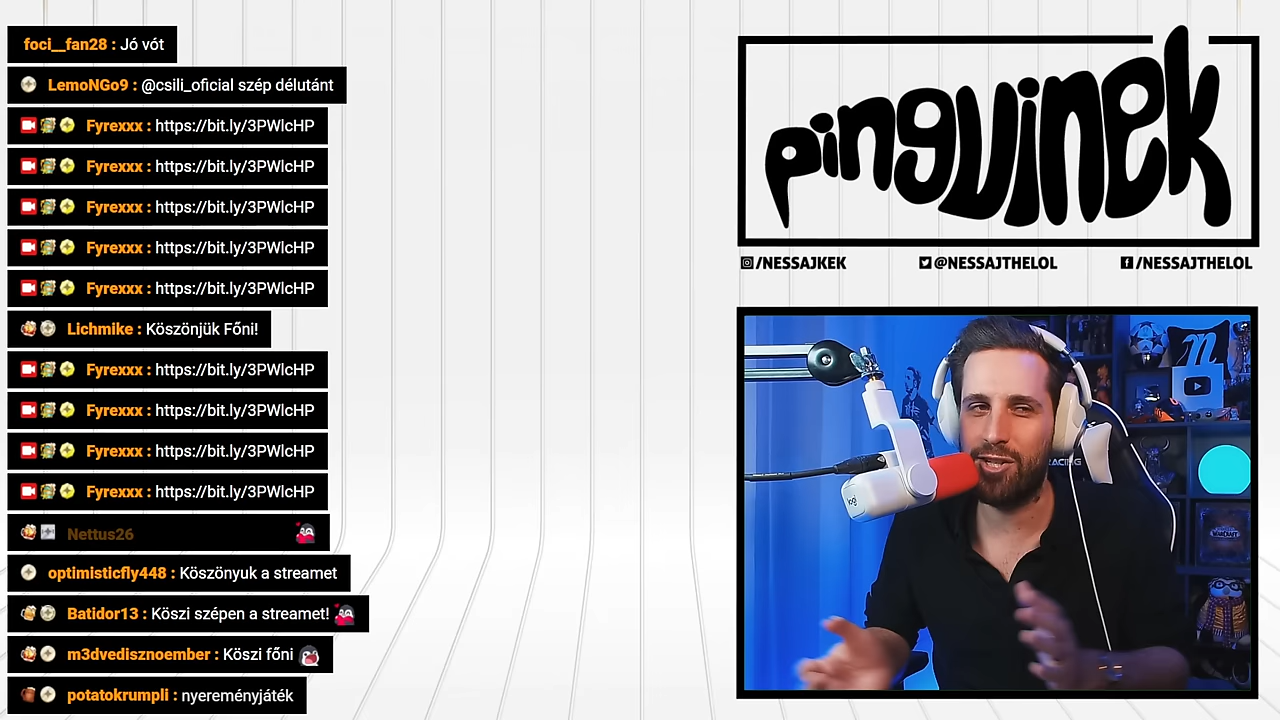 foci__fan28 : Jó vót
LemoNGo9 : @csili_oficial szép délutánt
Fyrexxx : https://bit.ly/3PWlcHP
Fyrexxx : https://bit.ly/3PWlcHP
Fyrexxx : https://bit.ly/3PWlcHP
Fyrexxx : https://bit.ly/3PWlcHP
Fyrexxx : https://bit.ly/3PWlcHP
Lichmike : Köszönjük Főni!
Fyrexxx : https://bit.ly/3PWlcHP
Fyrexxx : https://bit.ly/3PWlcHP
Fyrexxx : https://bit.ly/3PWlcHP
Fyrexxx : https://bit.ly/3PWlcHP
Nettus26
optimisticfly448 : Köszönyuk a streamet
Batidor13 : Köszi szépen a streamet!
m3dvedisznoember : Köszi főni
potatokrumpli : nyereményjáték
pingvinek
/NESSAJKEK
@NESSAJTHELOL
/NESSAJTHELOL
n
RACING
logi